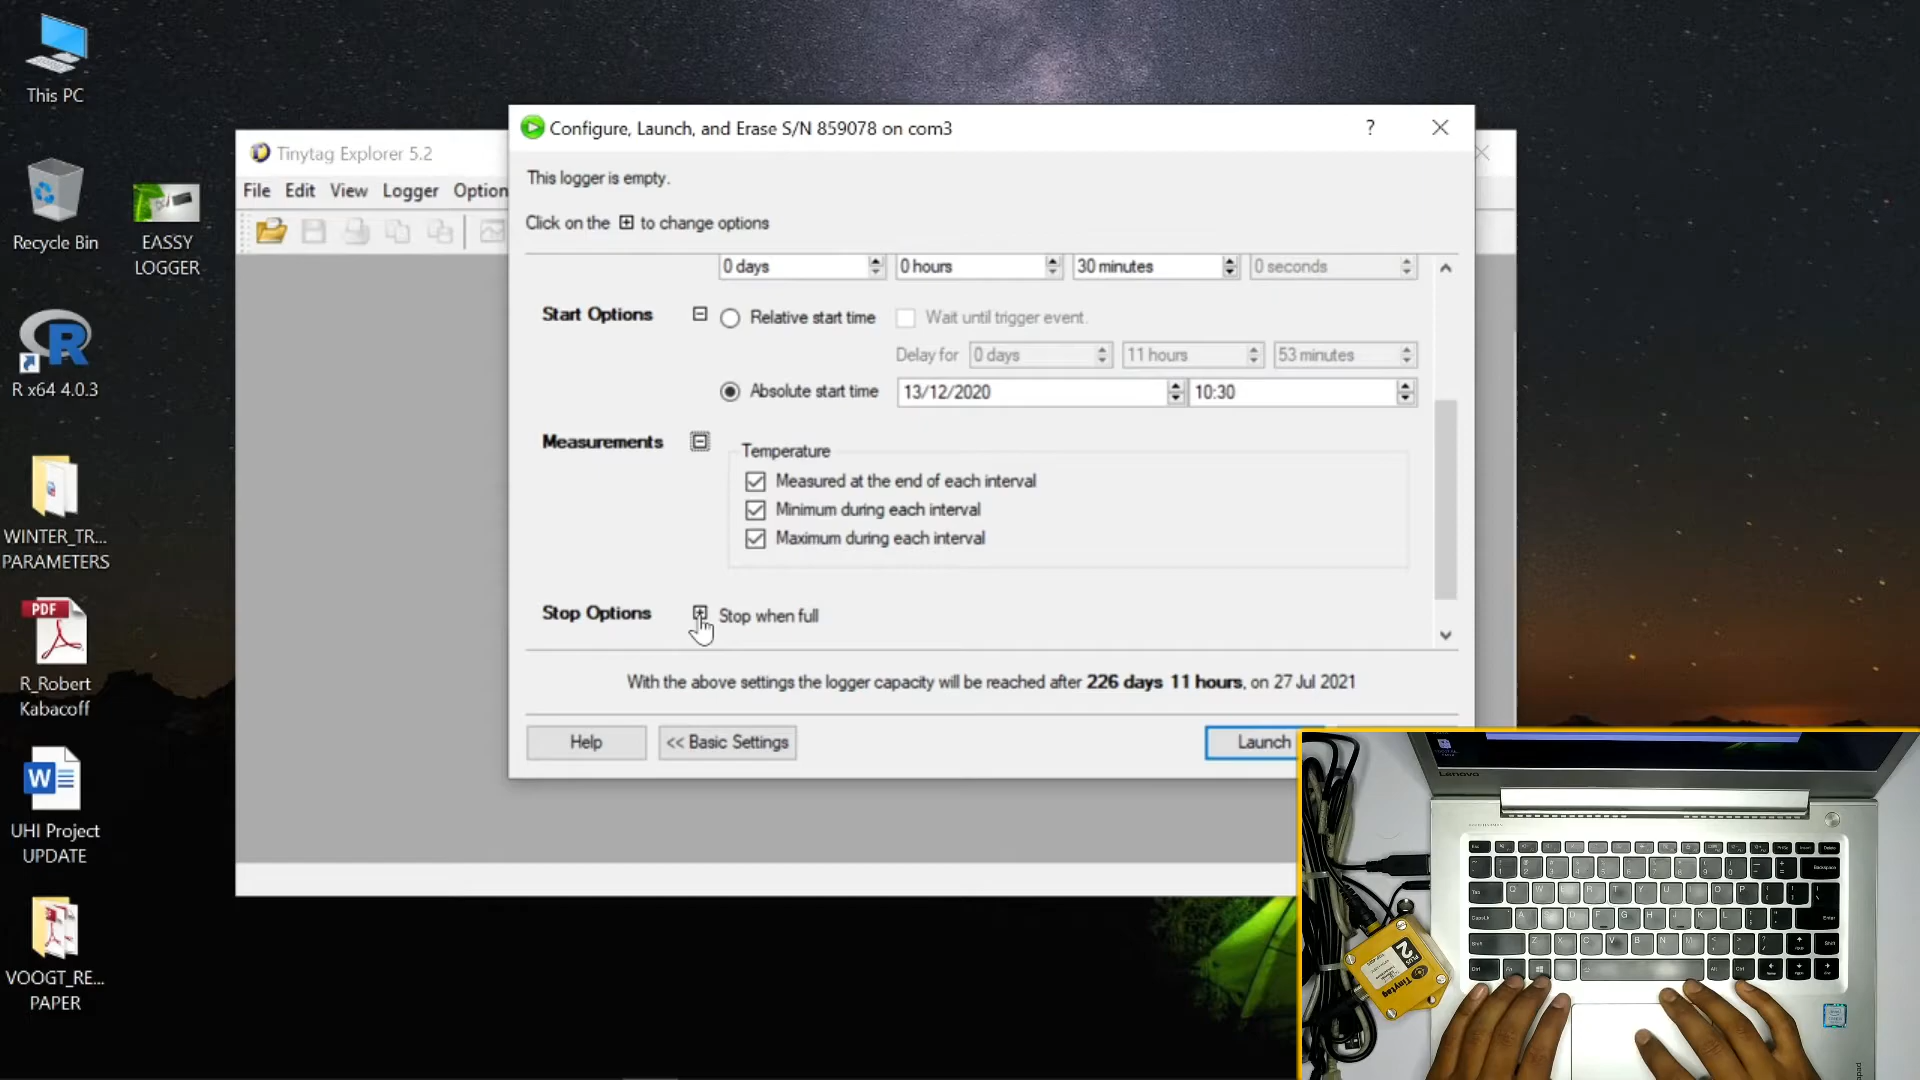 This PC
Recycle Bin
EASSY
LOGGER
R x64 4.0.3
WINTER_TR...
PARAMETERS
PDF
R_Robert
Kabacoff
UHI Project
UPDATE
VOOGT_RE...
PAPER
Tinytag Explorer 5.2
File Edit View Logger Option
Configure, Launch, and Erase S/N 859078 on com3
?
This logger is empty.
Click on the ⊞ to change options
0 days 0 hours 30 minutes 0 seconds
Start Options
Relative start time Wait until trigger event.
Delay for 0 days 11 hours 53 minutes
Absolute start time 13/12/2020 10:30
Measurements
Temperature
Measured at the end of each interval
Minimum during each interval
Maximum during each interval
Stop Options Stop when full
With the above settings the logger capacity will be reached after 226 days 11 hours, on 27 Jul 2021
Help << Basic Settings Launch
Lenovo
PLUS
2
Tinytag